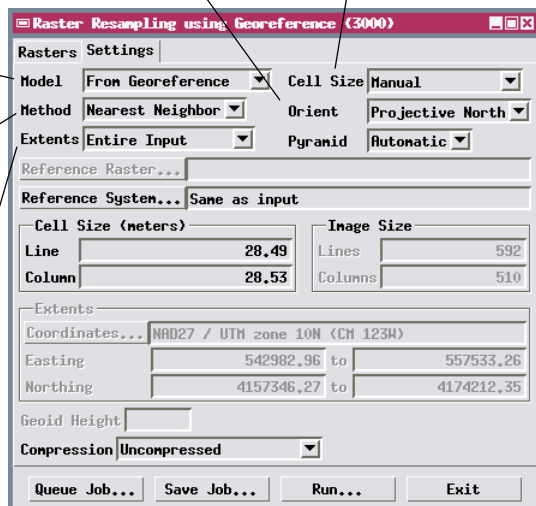 Raster Resampling using Georeference (3000)
Rasters Settings
Model From Georeference Cell Size Manual
Method Nearest Neighbor Orient Projective North
Extents Entire Input Pyramid Automatic
Reference Raster...
Reference System... Same as input
Cell Size (meters) Image Size
Line 28.49 Lines 592
Column 28.53 Columns 510
Extents
Coordinates... NAD27 / UTM zone 10N (CM 123W)
Easting 542982.96 to 557533.26
Northing 4157346.27 to 4174212.35
Geoid Height
Compression Uncompressed
Queue Job... Save Job... Run... Exit